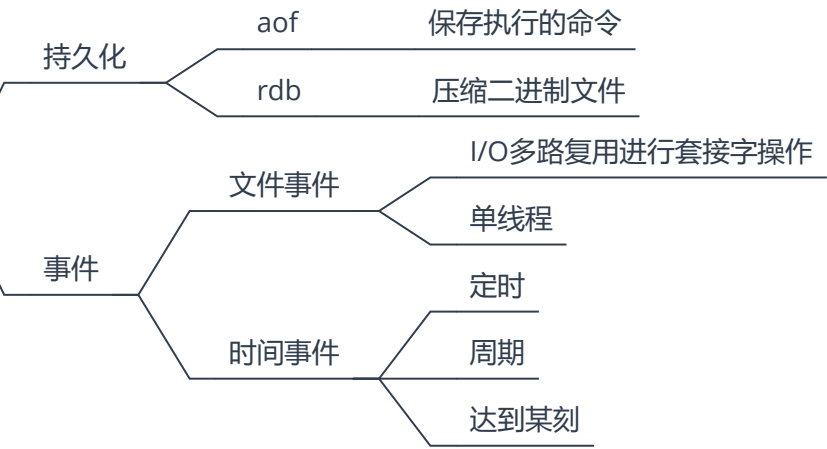 持久化
aof
保存执行的命令
rdb
压缩二进制文件
事件
文件事件
I/O多路复用进行套接字操作
单线程
时间事件
定时
周期
达到某刻